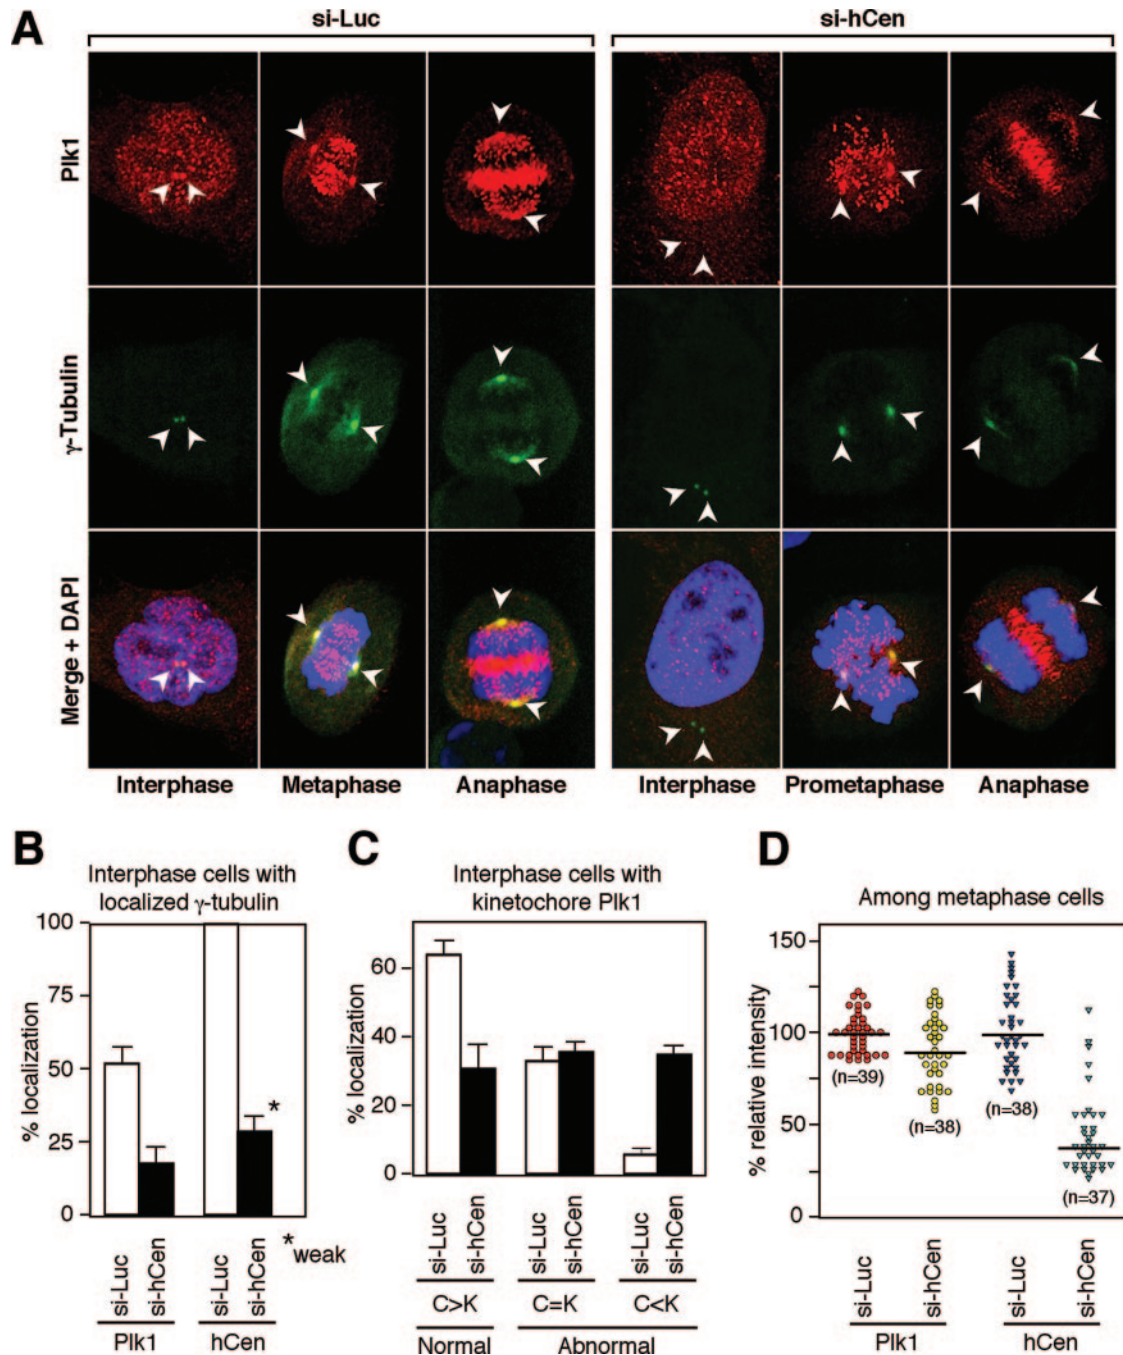 A
si-Luc
si-hCen
Plk1
γ-Tubulin
Merge + DAPI
Interphase
Metaphase
Anaphase
Interphase
Prometaphase
Anaphase
B
Interphase cells with
localized γ-tubulin
% localization
100
75
50
25
0
*
*weak
si-Luc
si-hCen
si-Luc
si-hCen
Plk1
hCen
C
Interphase cells with
kinetochore Plk1
% localization
60
40
20
0
si-Luc
si-hCen
si-Luc
si-hCen
si-Luc
si-hCen
C>K
C=K
C<K
Normal
Abnormal
D
Among metaphase cells
% relative intensity
150
100
50
0
(n=39)
(n=38)
(n=38)
(n=37)
si-Luc
si-hCen
si-Luc
si-hCen
Plk1
hCen